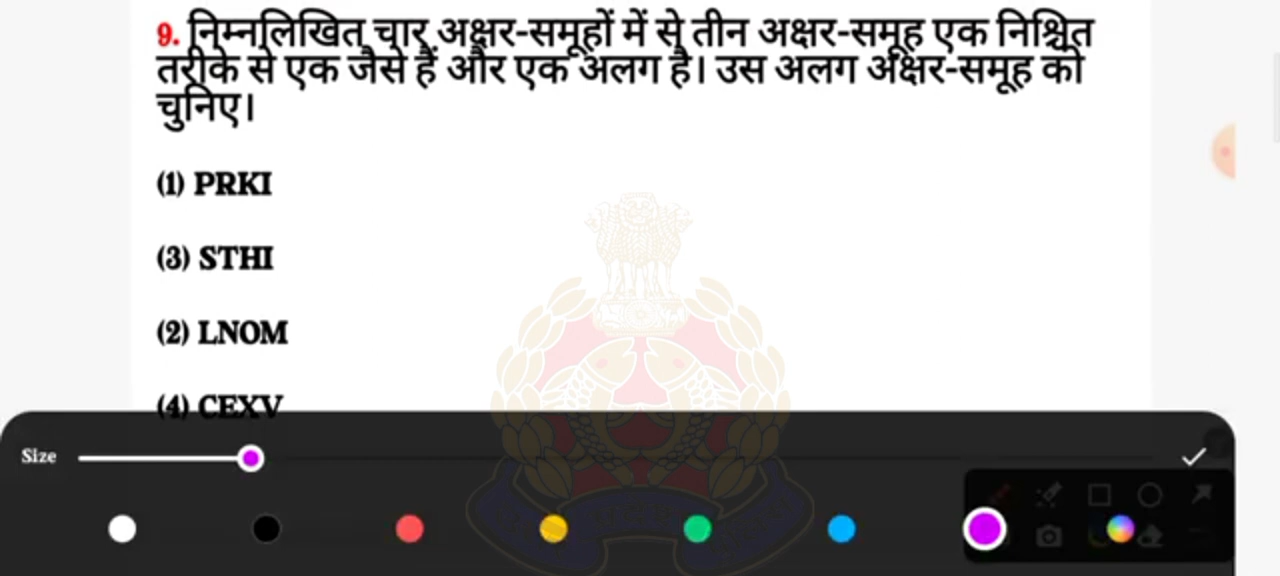 9. निम्नलिखित चार अक्षर-समूहों में से तीन अक्षर-समूह एक निश्चित
तरीके से एक जैसे हैं और एक अलग है। उस अलग अक्षर-समूह को
चुनिए।
(1) PRKI
(3) STHI
(2) LNOM
(4) CEXV
Size